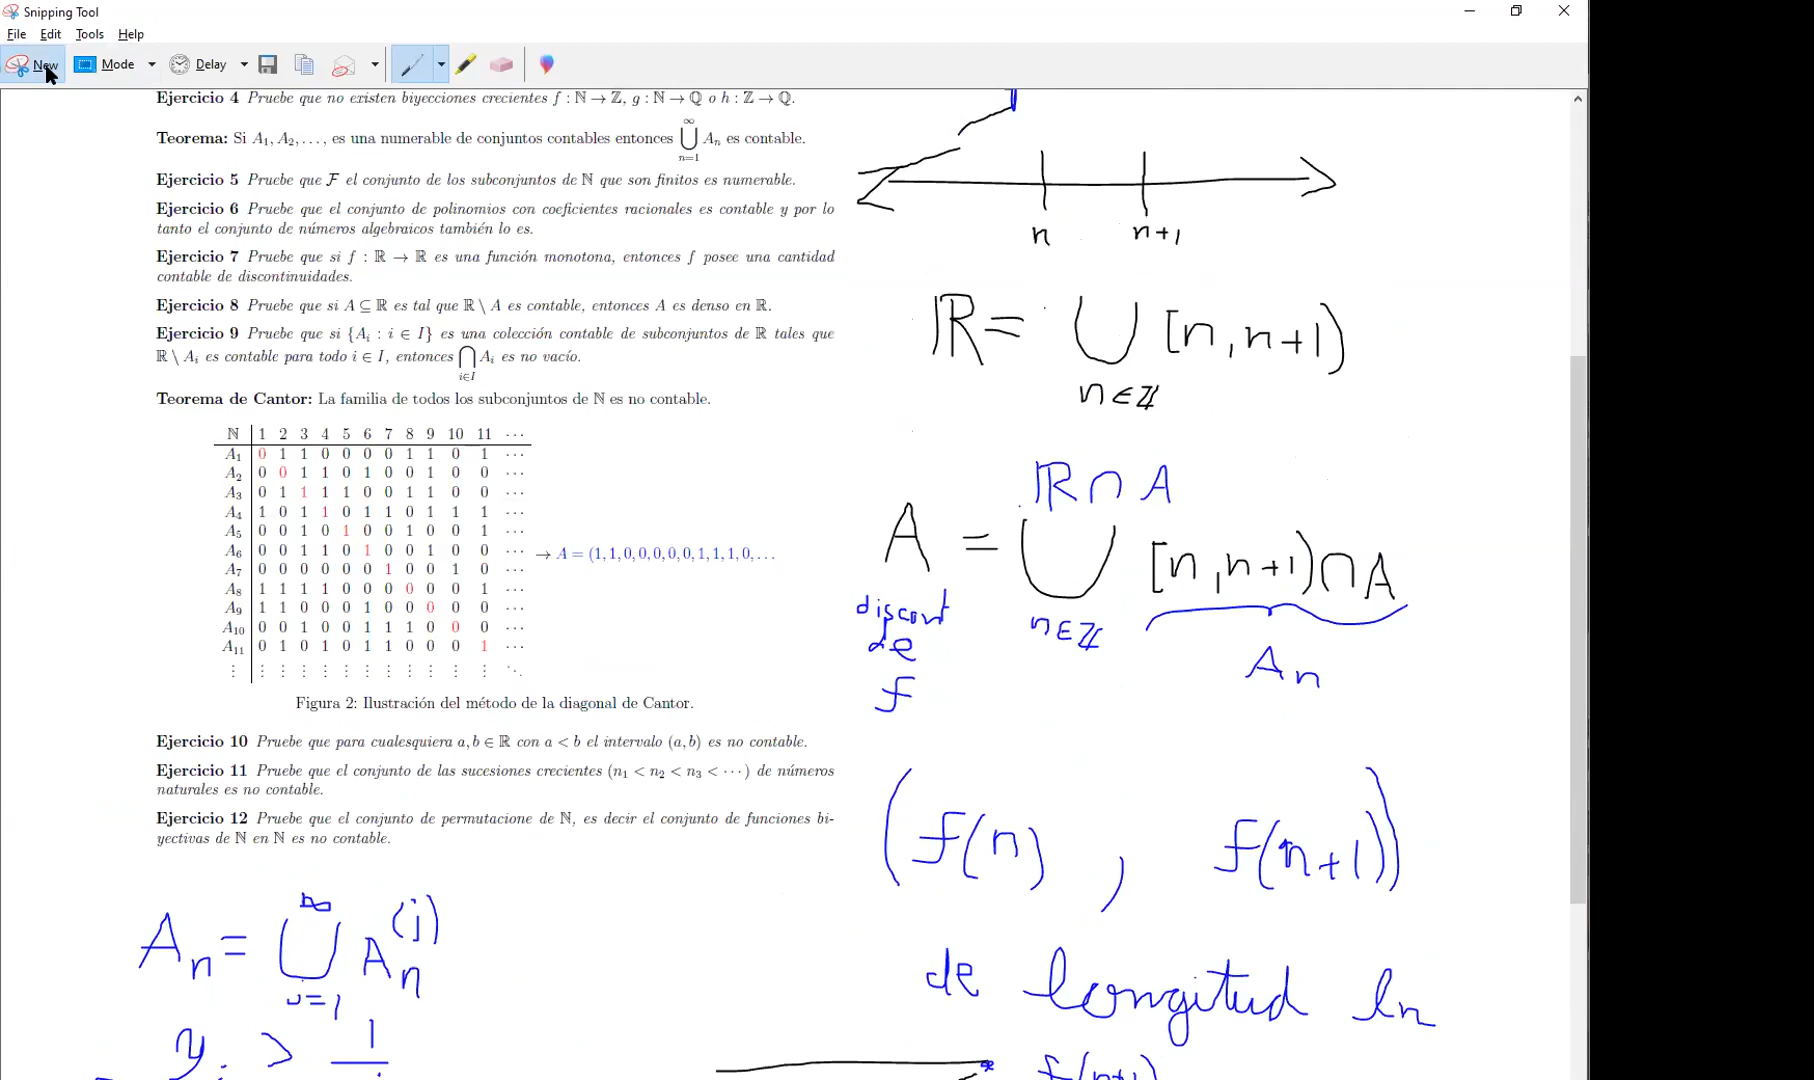 Snipping Tool
File Edit Tools Help
New Mode Delay
Ejercicio 4 Pruebe que no existen biyecciones crecientes f : ℕ → ℤ, g : ℕ → ℚ o h : ℤ → ℚ.
Teorema: Si A₁, A₂, …, es una numerable de conjuntos contables entonces ⋃_{n=1}^{∞} Aₙ es contable.
Ejercicio 5 Pruebe que ℱ el conjunto de los subconjuntos de ℕ que son finitos es numerable.
Ejercicio 6 Pruebe que el conjunto de polinomios con coeficientes racionales es contable y por lo
tanto el conjunto de números algebraicos también lo es.
Ejercicio 7 Pruebe que si f : ℝ → ℝ es una función monotona, entonces f posee una cantidad
contable de discontinuidades.
Ejercicio 8 Pruebe que si A ⊆ ℝ es tal que ℝ \ A es contable, entonces A es denso en ℝ.
Ejercicio 9 Pruebe que si {Aᵢ : i ∈ I} es una colección contable de subconjuntos de ℝ tales que
ℝ \ Aᵢ es contable para todo i ∈ I, entonces ⋂_{i∈I} Aᵢ es no vacío.
Teorema de Cantor: La familia de todos los subconjuntos de ℕ es no contable.
ℕ 1 2 3 4 5 6 7 8 9 10 11 ⋯
A₁ 0 1 1 0 0 0 0 1 1 0 1 ⋯
A₂ 0 0 1 1 0 1 0 0 1 0 0 ⋯
A₃ 0 1 1 1 1 0 0 1 1 0 0 ⋯
A₄ 1 0 1 1 0 1 1 0 1 1 1 ⋯
A₅ 0 0 1 0 1 0 0 1 0 0 1 ⋯
A₆ 0 0 1 1 0 1 0 0 1 0 0 ⋯ → A = (1, 1, 0, 0, 0, 0, 0, 1, 1, 1, 0, …
A₇ 0 0 0 0 0 0 1 0 0 1 0 ⋯
A₈ 1 1 1 1 0 0 0 0 0 0 1 ⋯
A₉ 1 1 0 0 0 1 0 0 0 0 0 ⋯
A₁₀ 0 0 1 0 0 1 1 1 0 0 0 ⋯
A₁₁ 0 1 0 1 0 1 1 0 0 0 1 ⋯
⋮ ⋮ ⋮ ⋮ ⋮ ⋮ ⋮ ⋮ ⋮ ⋮ ⋮ ⋮ ⋱
Figura 2: Ilustración del método de la diagonal de Cantor.
Ejercicio 10 Pruebe que para cualesquiera a, b ∈ ℝ con a < b el intervalo (a, b) es no contable.
Ejercicio 11 Pruebe que el conjunto de las sucesiones crecientes (n₁ < n₂ < n₃ < ⋯) de números
naturales es no contable.
Ejercicio 12 Pruebe que el conjunto de permutacione de ℕ, es decir el conjunto de funciones bi-
yectivas de ℕ en ℕ es no contable.
Aₙ = ⋃_{j=1}^{∞} Aₙ^{(j)}
n n+1
ℝ = ⋃_{n∈ℤ} [n, n+1)
ℝ ∩ A
A = ⋃_{n∈ℤ} [n, n+1) ∩ A
discont
de
f
Aₙ
(f(n), f(n+1))
de longitud lₙ
f(n+1)